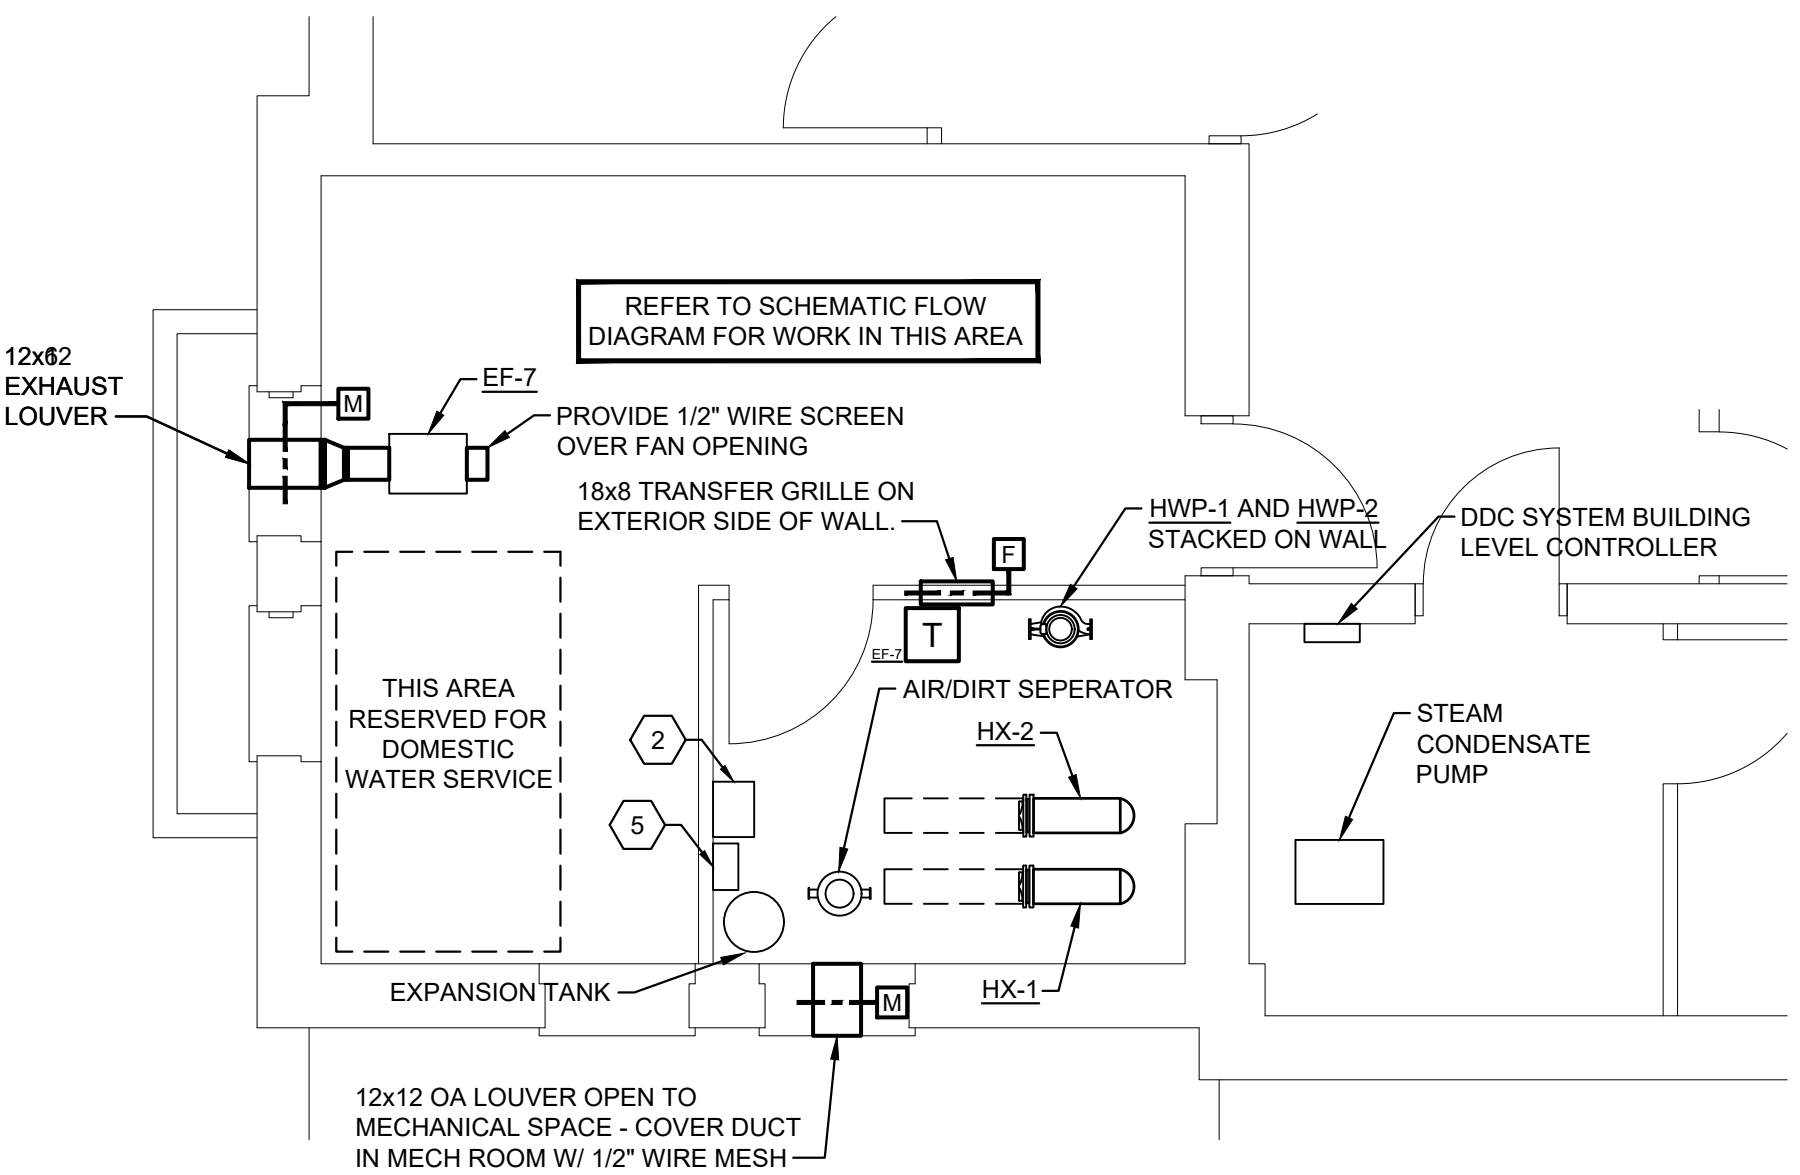 REFER TO SCHEMATIC FLOW
DIAGRAM FOR WORK IN THIS AREA
EXHAUST
LOUVER
M
EF-7
PROVIDE 1/2" WIRE SCREEN
OVER FAN OPENING
18x8 TRANSFER GRILLE ON
EXTERIOR SIDE OF WALL.
F
HWP-1 AND HWP-2
STACKED ON WALL
DDC SYSTEM BUILDING
LEVEL CONTROLLER
T
EF-7
THIS AREA
RESERVED FOR
DOMESTIC
WATER SERVICE
AIR/DIRT SEPERATOR
2
HX-2
STEAM
CONDENSATE
PUMP
5
EXPANSION TANK
M
HX-1
12x12 OA LOUVER OPEN TO
MECHANICAL SPACE - COVER DUCT
IN MECH ROOM W/ 1/2" WIRE MESH